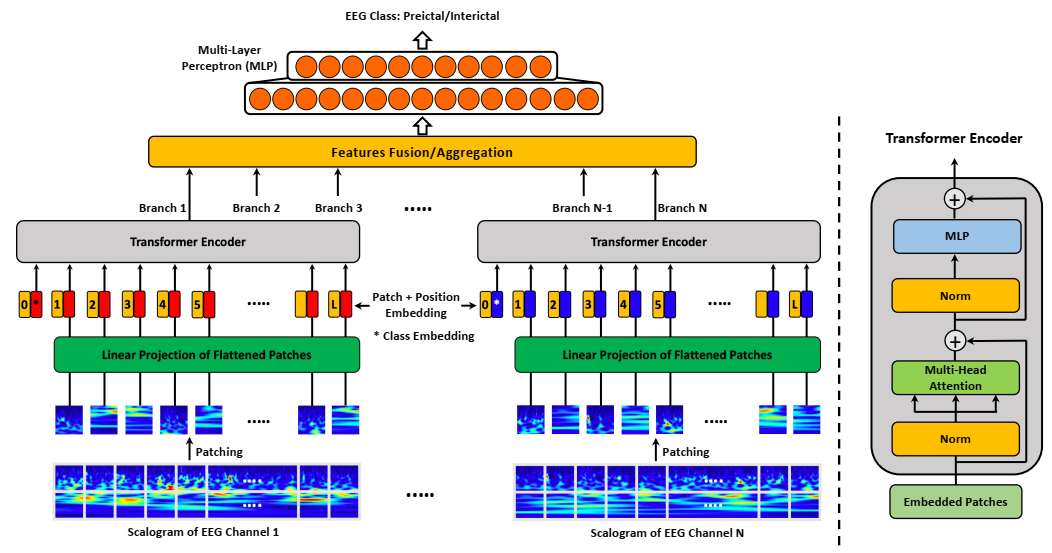 EEG Class: Preictal/Interictal
Multi-Layer
Perceptron (MLP)
Features Fusion/Aggregation
Branch 1
Branch 2
Branch 3
.....
Branch N-1
Branch N
Transformer Encoder
Transformer Encoder
0 * 1 2 3 4 5 ..... L
Patch + Position
Embedding
* Class Embedding
0 * 1 2 3 4 5 ..... L
Linear Projection of Flattened Patches
Linear Projection of Flattened Patches
.....
.....
Patching
Patching
.....
.....
.....
.....
.....
Scalogram of EEG Channel 1
Scalogram of EEG Channel N
Transformer Encoder
+
MLP
Norm
+
Multi-Head
Attention
Norm
Embedded Patches